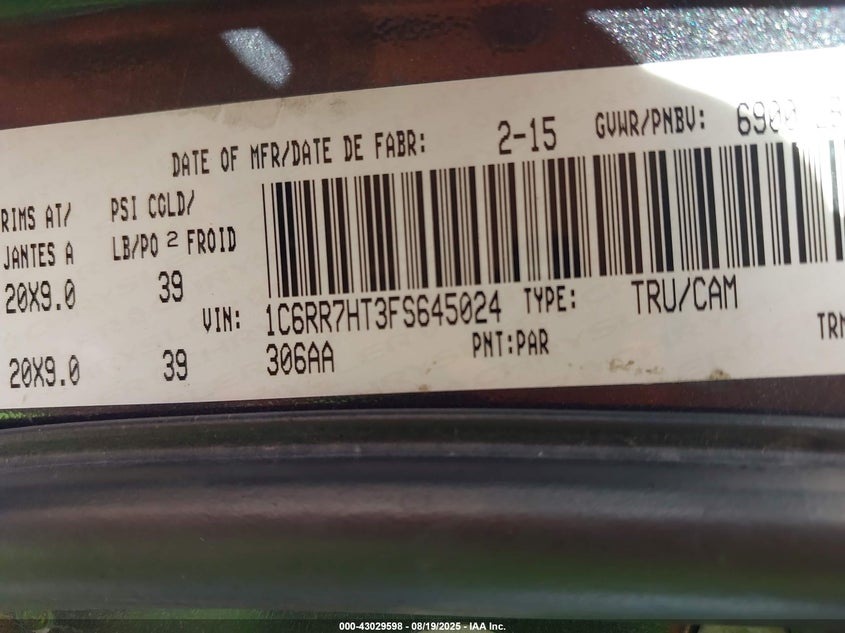 DATE OF MFR/DATE DE FABR: 2-15 GVWR/PNBV: 6900
RIMS AT/ PSI COLD/
JANTES A LB/PO 2 FROID
20X9.0 39
VIN: 1C6RR7HT3FS645024 TYPE: TRU/CAM
306AA PNT:PAR TRN
20X9.0 39
000-43029598 - 08/19/2025 - IAA Inc.